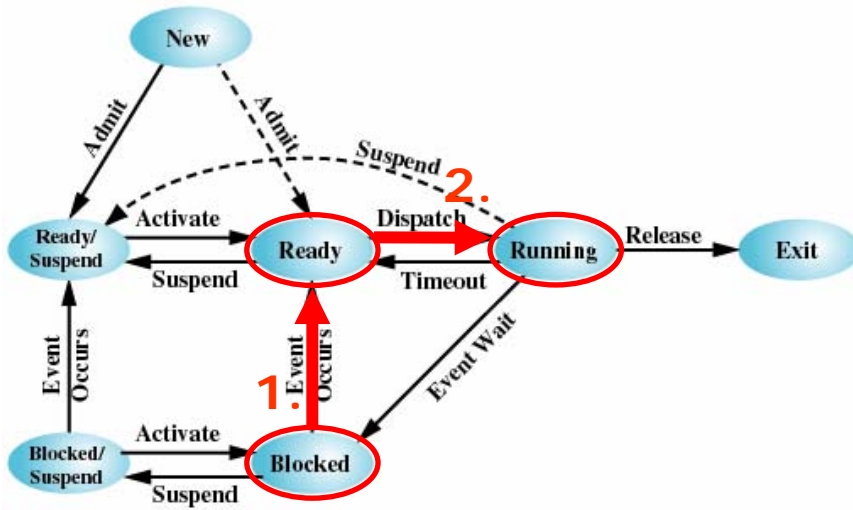 New
Admit
Admit
Suspend
2.
Activate
Dispatch
Ready/
Suspend
Ready
Running
Release
Exit
Suspend
Timeout
Event
Occurs
1.
Event
Occurs
Event Wait
Activate
Blocked/
Suspend
Blocked
Suspend